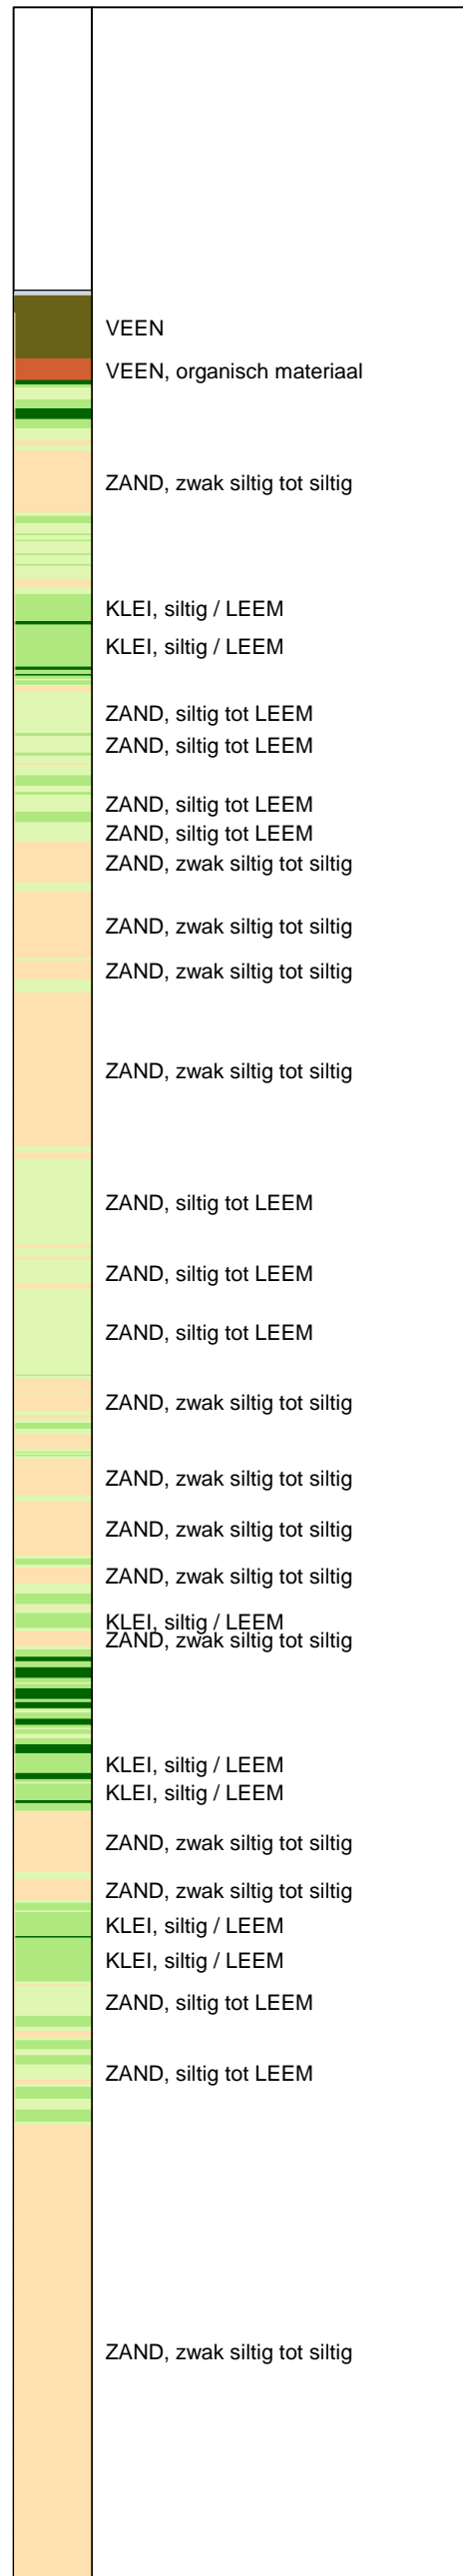 VEEN
VEEN, organisch materiaal
ZAND, zwak siltig tot siltig
KLEI, siltig / LEEM
KLEI, siltig / LEEM
ZAND, siltig tot LEEM
ZAND, siltig tot LEEM
ZAND, siltig tot LEEM
ZAND, siltig tot LEEM
ZAND, zwak siltig tot siltig
ZAND, zwak siltig tot siltig
ZAND, zwak siltig tot siltig
ZAND, zwak siltig tot siltig
ZAND, siltig tot LEEM
ZAND, siltig tot LEEM
ZAND, siltig tot LEEM
ZAND, zwak siltig tot siltig
ZAND, zwak siltig tot siltig
ZAND, zwak siltig tot siltig
ZAND, zwak siltig tot siltig
KLEI, siltig / LEEM
ZAND, zwak siltig tot siltig
KLEI, siltig / LEEM
KLEI, siltig / LEEM
ZAND, zwak siltig tot siltig
ZAND, zwak siltig tot siltig
KLEI, siltig / LEEM
KLEI, siltig / LEEM
ZAND, siltig tot LEEM
ZAND, siltig tot LEEM
ZAND, zwak siltig tot siltig